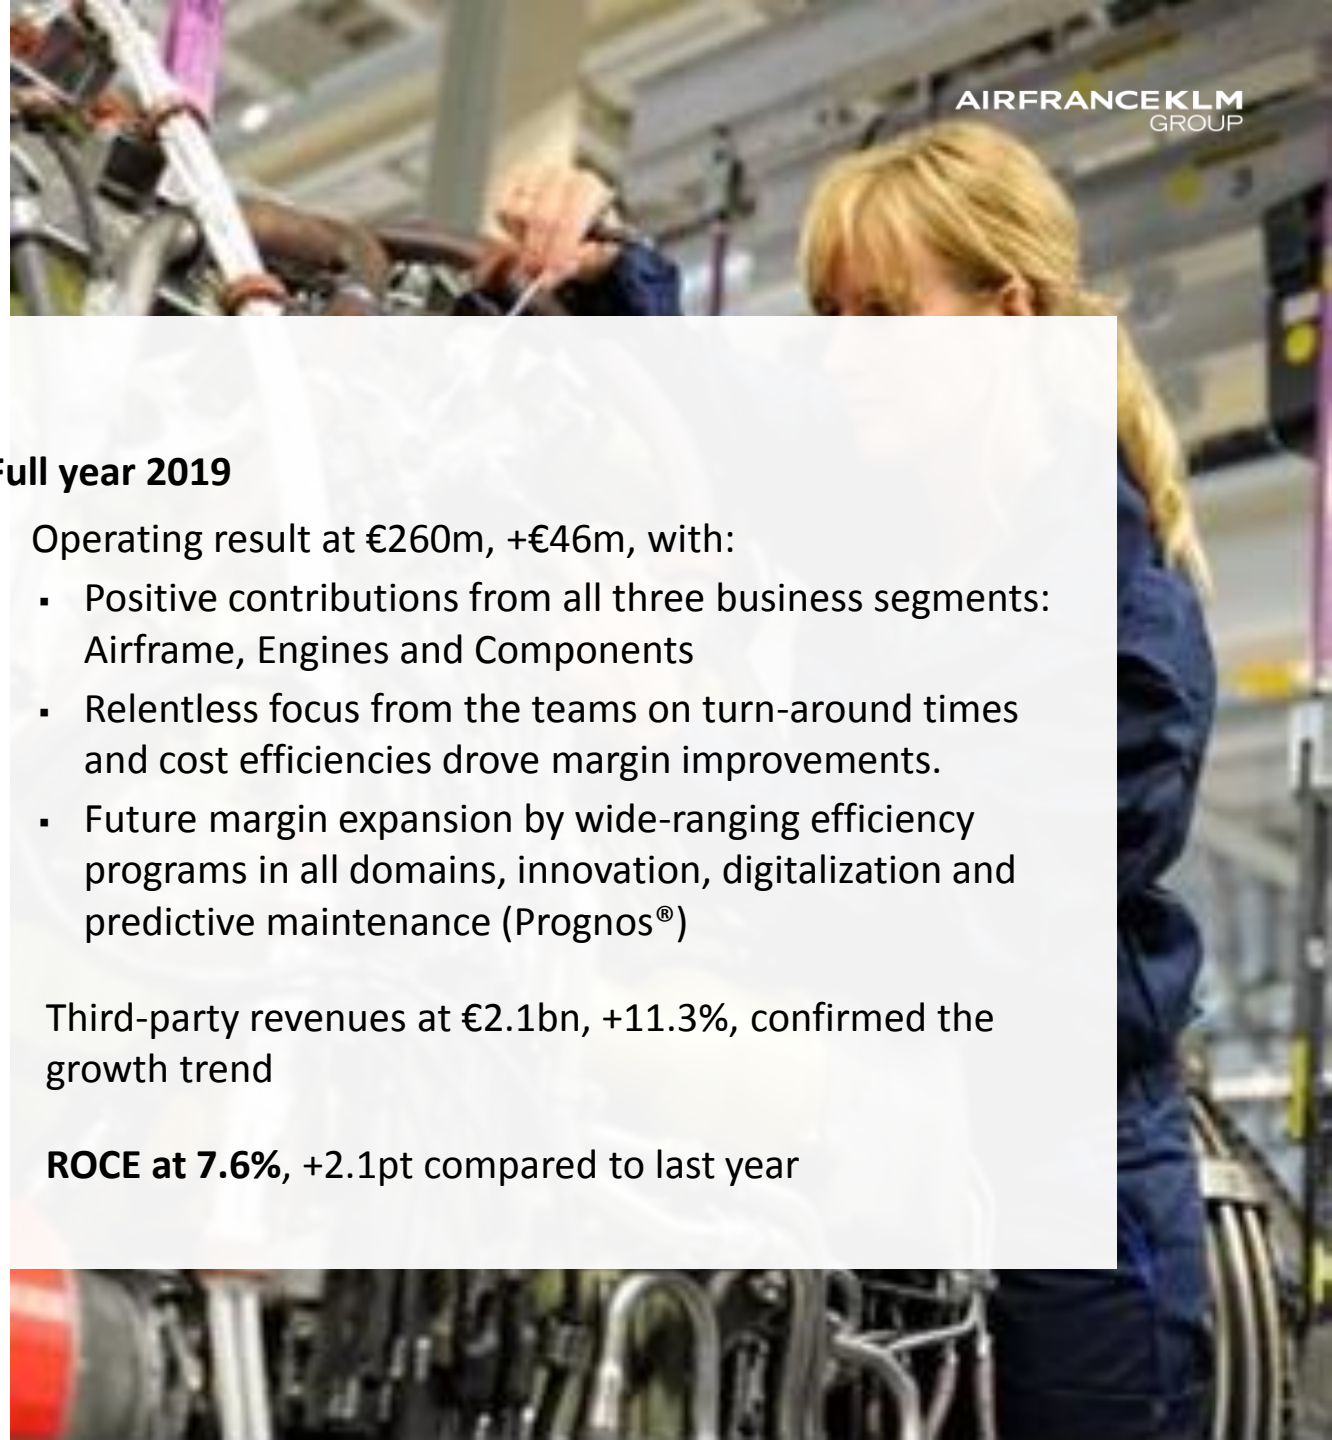 AIRFRANCEKLM
GROUP
Full year 2019
Operating result at €260m, +€46m, with:
▪ Positive contributions from all three business segments:
Airframe, Engines and Components
▪ Relentless focus from the teams on turn-around times
and cost efficiencies drove margin improvements.
▪ Future margin expansion by wide-ranging efficiency
programs in all domains, innovation, digitalization and
predictive maintenance (Prognos®)
Third-party revenues at €2.1bn, +11.3%, confirmed the
growth trend
ROCE at 7.6%, +2.1pt compared to last year